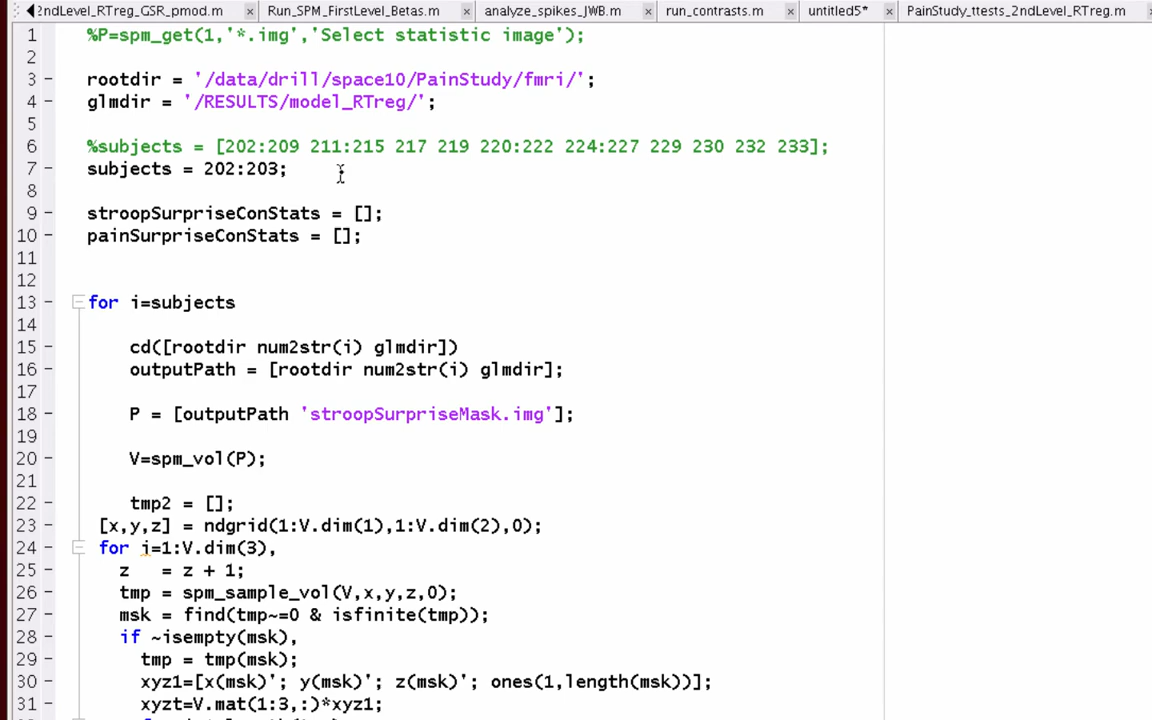 2ndLevel_RTreg_GSR_pmod.m × Run_SPM_FirstLevel_Betas.m × analyze_spikes_JWB.m × run_contrasts.m × untitled5* × PainStudy_ttests_2ndLevel_RTreg.m ×
1 %P=spm_get(1,'*.img','Select statistic image');
2
3 - rootdir = '/data/drill/space10/PainStudy/fmri/';
4 - glmdir = '/RESULTS/model_RTreg/';
5
6 %subjects = [202:209 211:215 217 219 220:222 224:227 229 230 232 233];
7 - subjects = 202:203;
8
9 - stroopSurpriseConStats = [];
10 - painSurpriseConStats = [];
11
12
13 - for i=subjects
14
15 - cd([rootdir num2str(i) glmdir])
16 - outputPath = [rootdir num2str(i) glmdir];
17
18 - P = [outputPath 'stroopSurpriseMask.img'];
19
20 - V=spm_vol(P);
21
22 - tmp2 = [];
23 - [x,y,z] = ndgrid(1:V.dim(1),1:V.dim(2),0);
24 - for i=1:V.dim(3),
25 - z = z + 1;
26 - tmp = spm_sample_vol(V,x,y,z,0);
27 - msk = find(tmp~=0 & isfinite(tmp));
28 - if ~isempty(msk),
29 - tmp = tmp(msk);
30 - xyz1=[x(msk)'; y(msk)'; z(msk)'; ones(1,length(msk))];
31 - xyzt=V.mat(1:3,:)*xyz1;